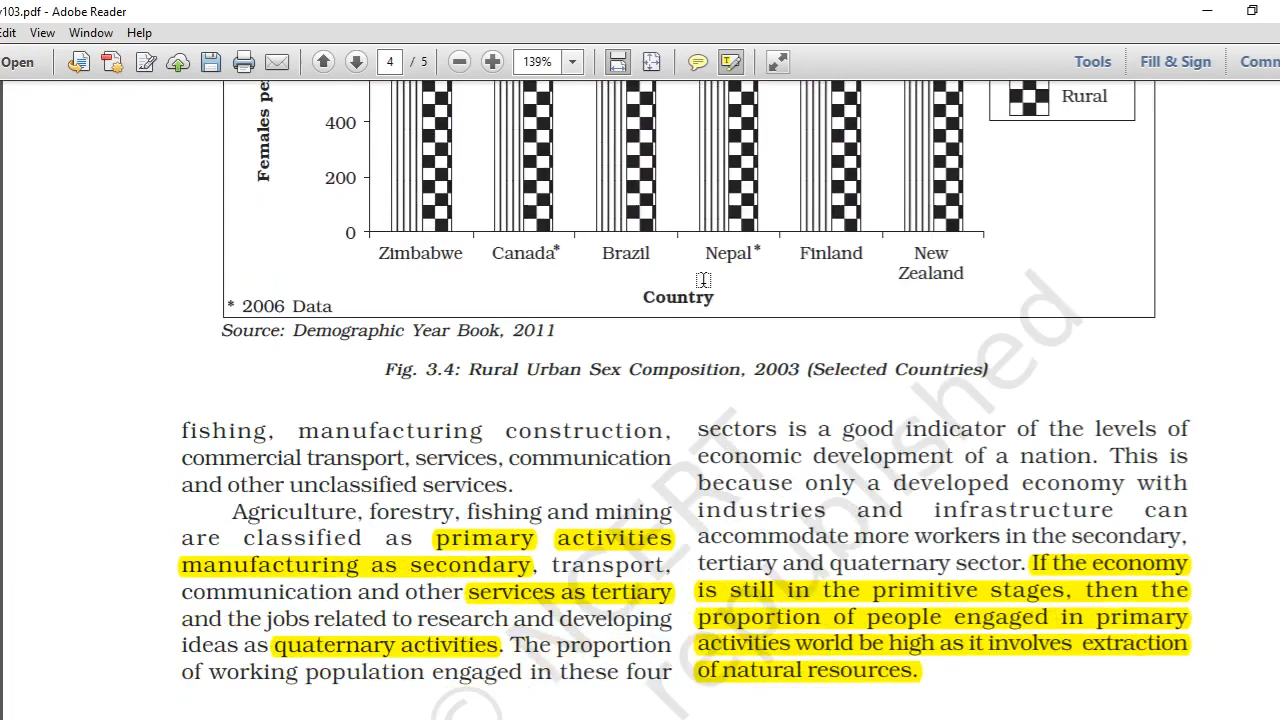 y103.pdf - Adobe Reader
Edit View Window Help
Open 4 / 5 139% Tools Fill & Sign Comm
Females pe
400
200
0
Rural
Zimbabwe Canada* Brazil Nepal* Finland New
Zealand
Country
* 2006 Data
Source: Demographic Year Book, 2011
Fig. 3.4: Rural Urban Sex Composition, 2003 (Selected Countries)
fishing, manufacturing construction,
commercial transport, services, communication
and other unclassified services.
Agriculture, forestry, fishing and mining
are classified as primary activities
manufacturing as secondary, transport,
communication and other services as tertiary
and the jobs related to research and developing
ideas as quaternary activities. The proportion
of working population engaged in these four
sectors is a good indicator of the levels of
economic development of a nation. This is
because only a developed economy with
industries and infrastructure can
accommodate more workers in the secondary,
tertiary and quaternary sector. If the economy
is still in the primitive stages, then the
proportion of people engaged in primary
activities world be high as it involves extraction
of natural resources.
© NCERT
republished